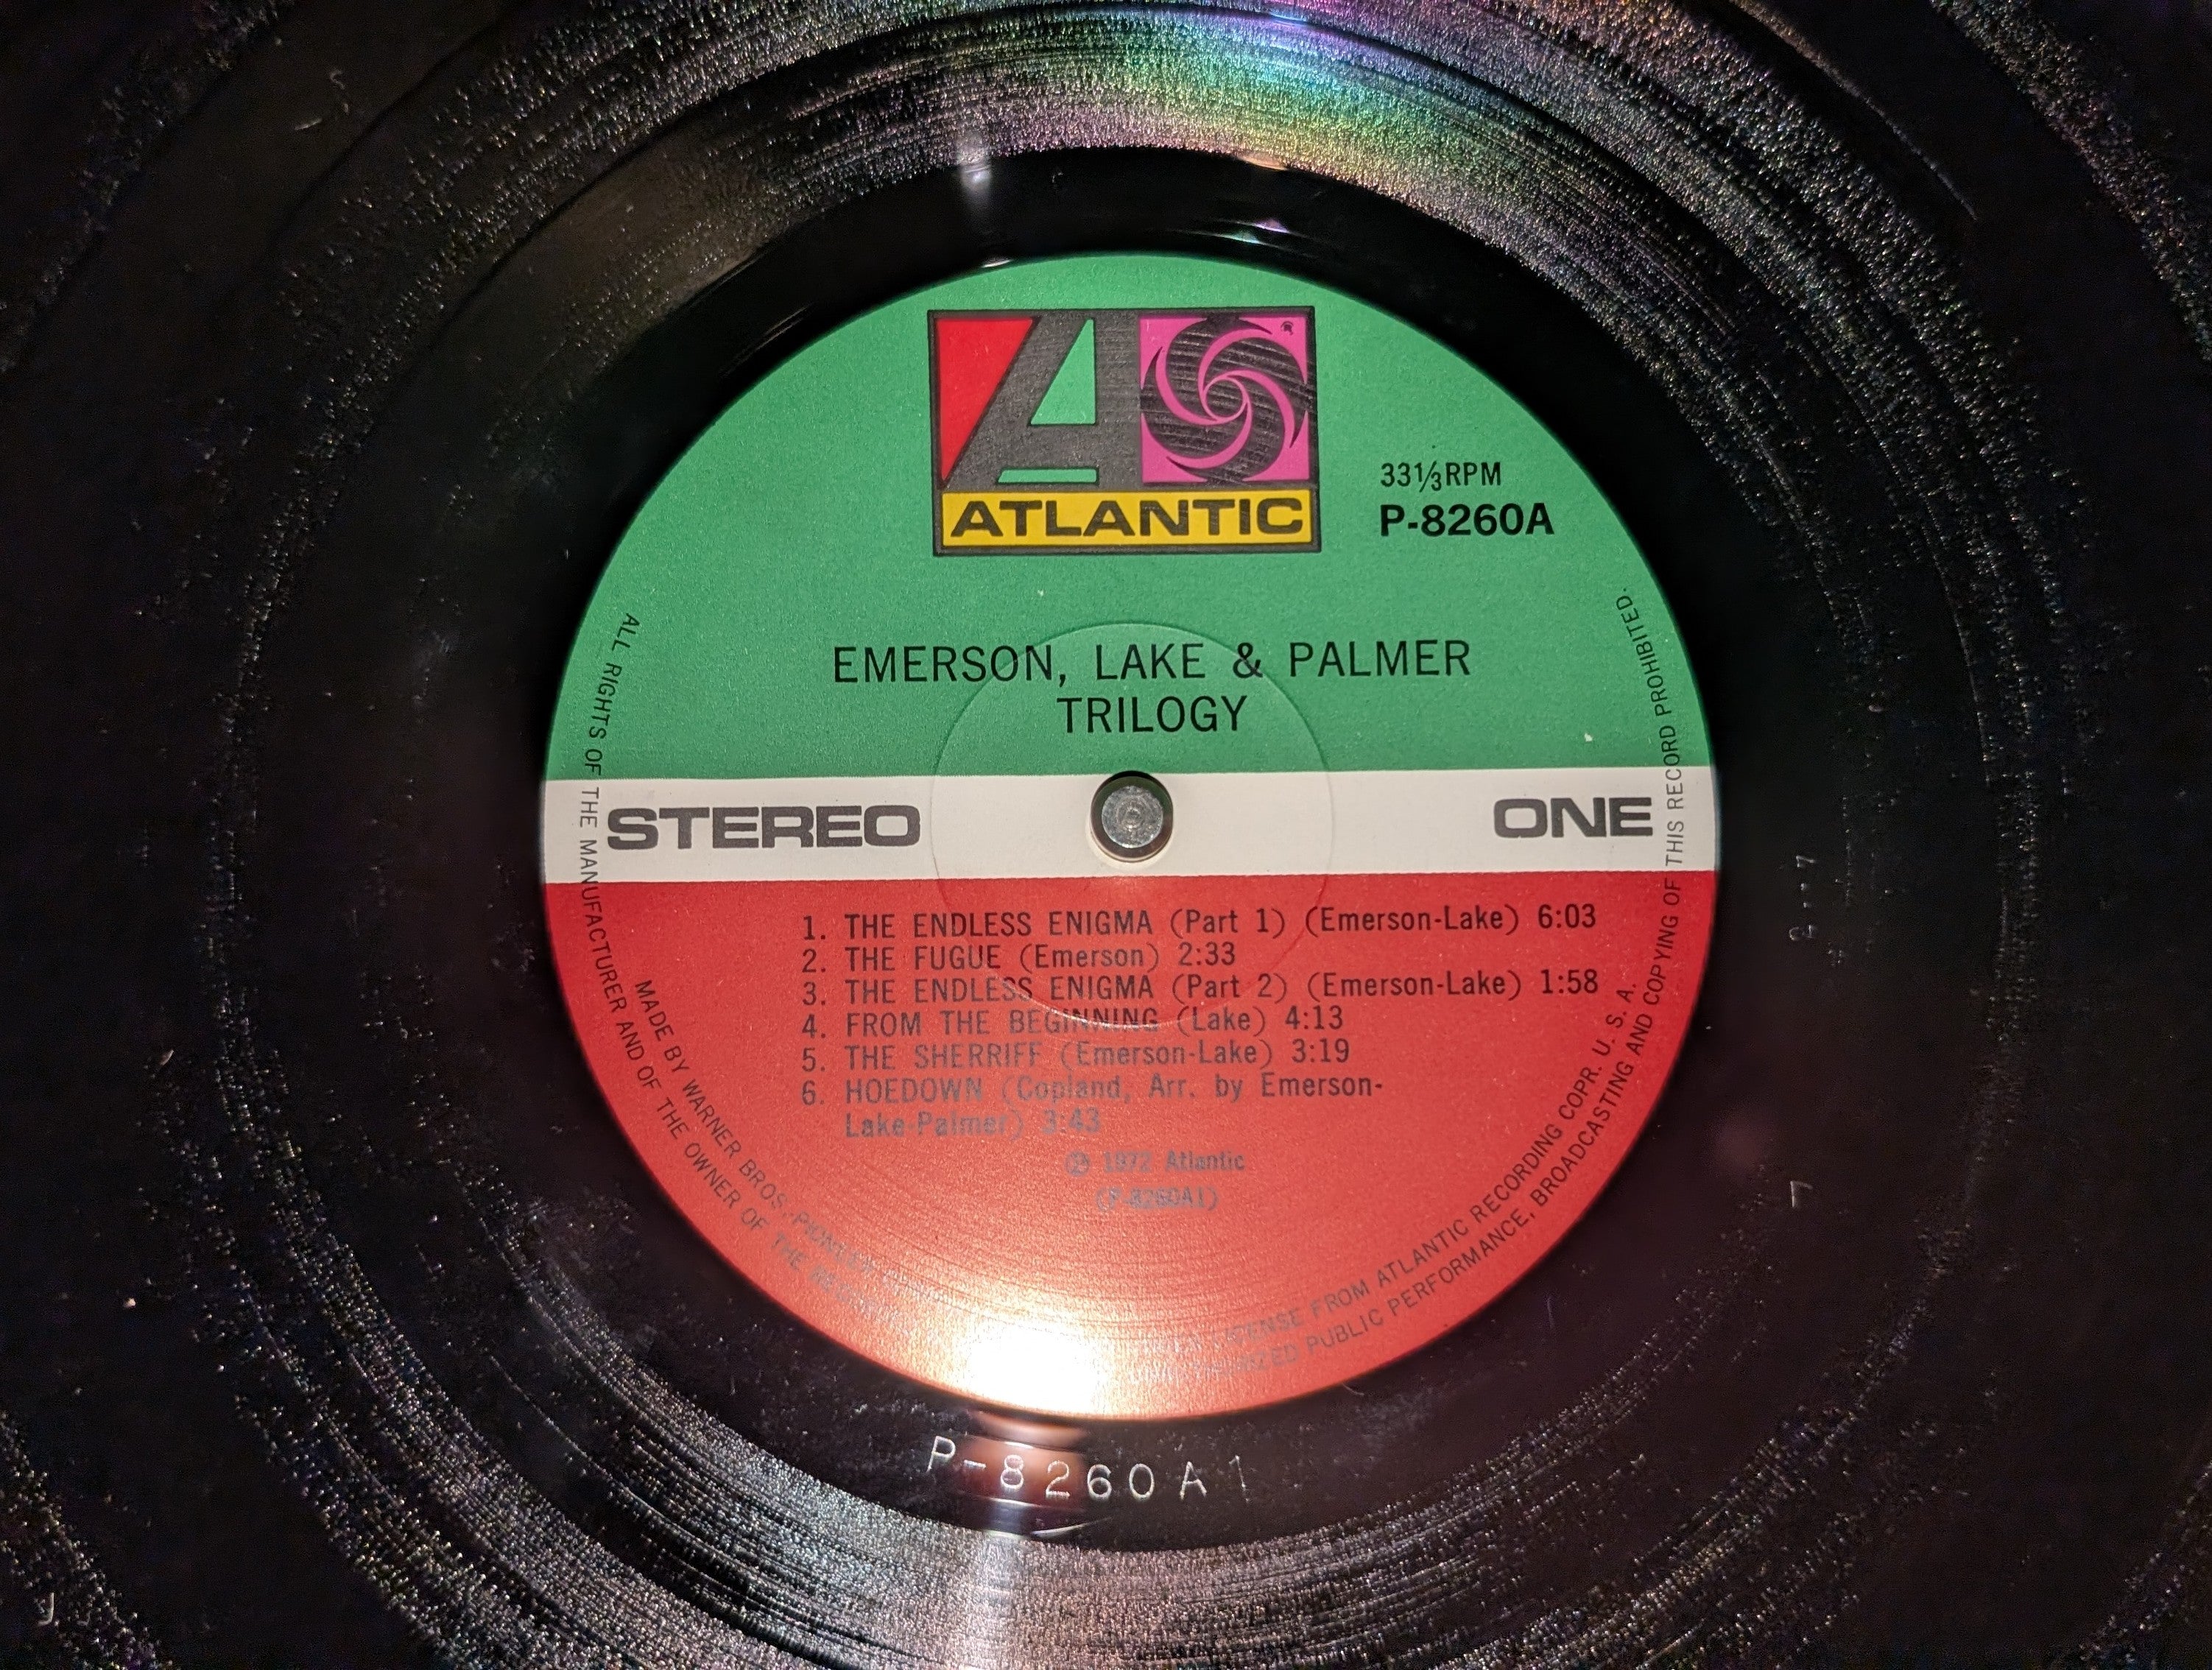 ATLANTIC
33⅓RPM
P-8260A
EMERSON, LAKE & PALMER
TRILOGY
STEREO
ONE
1. THE ENDLESS ENIGMA (Part 1) (Emerson-Lake) 6:03
2. THE FUGUE (Emerson) 2:33
3. THE ENDLESS ENIGMA (Part 2) (Emerson-Lake) 1:58
4. FROM THE BEGINNING (Lake) 4:13
5. THE SHERRIFF (Emerson-Lake) 3:19
6. HOEDOWN (Copland, Arr. by Emerson-
Lake-Palmer) 3:43
Ⓟ 1972 Atlantic
(P-8260A1)
MADE BY WARNER BROS.-PIONEER LICENSE FROM ATLANTIC RECORDING COPR. U. S. A.
ALL RIGHTS OF THE MANUFACTURER AND OF THE OWNER OF THE UNAUTHORIZED PUBLIC PERFORMANCE, BROADCASTING AND COPYING OF THIS RECORD PROHIBITED.
P-8260A1